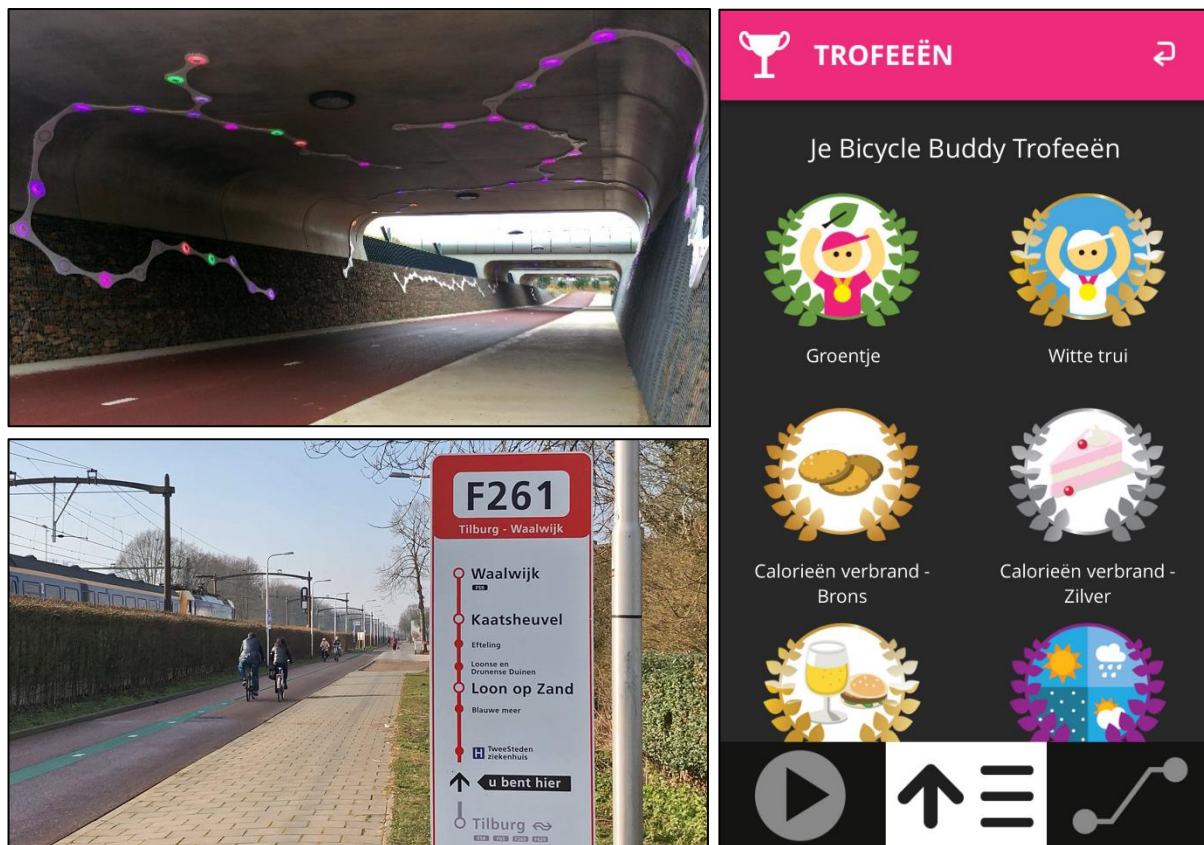 F261
Tilburg - Waalwijk
Waalwijk
F59
Kaatsheuvel
Efteling
Loonse en
Drunense Duinen
Loon op Zand
Blauwe meer
H TweeSteden
ziekenhuis
u bent hier
Tilburg
TROFEEËN
Je Bicycle Buddy Trofeeën
Groentje
Witte trui
Calorieën verbrand -
Brons
Calorieën verbrand -
Zilver